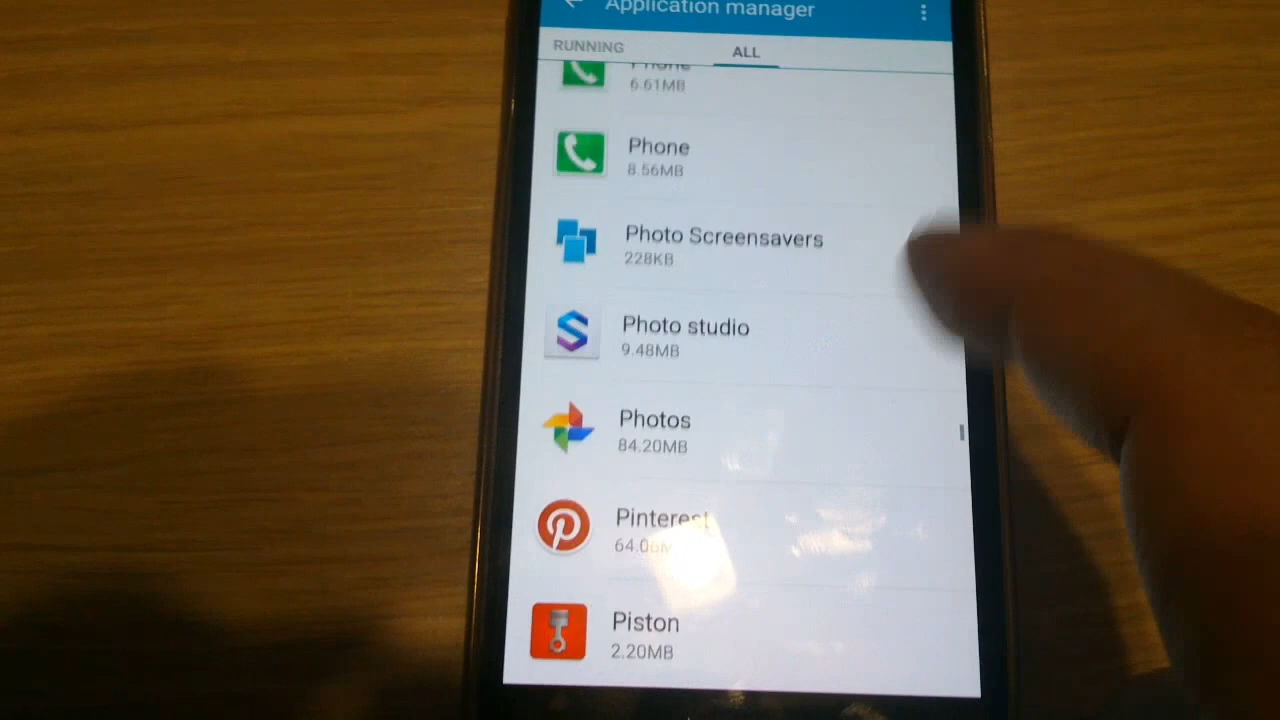 Application manager
RUNNING
ALL
Phone
6.61MB
Phone
8.56MB
Photo Screensavers
228KB
Photo studio
9.48MB
Photos
84.20MB
Pinterest
64.06M
Piston
2.20MB